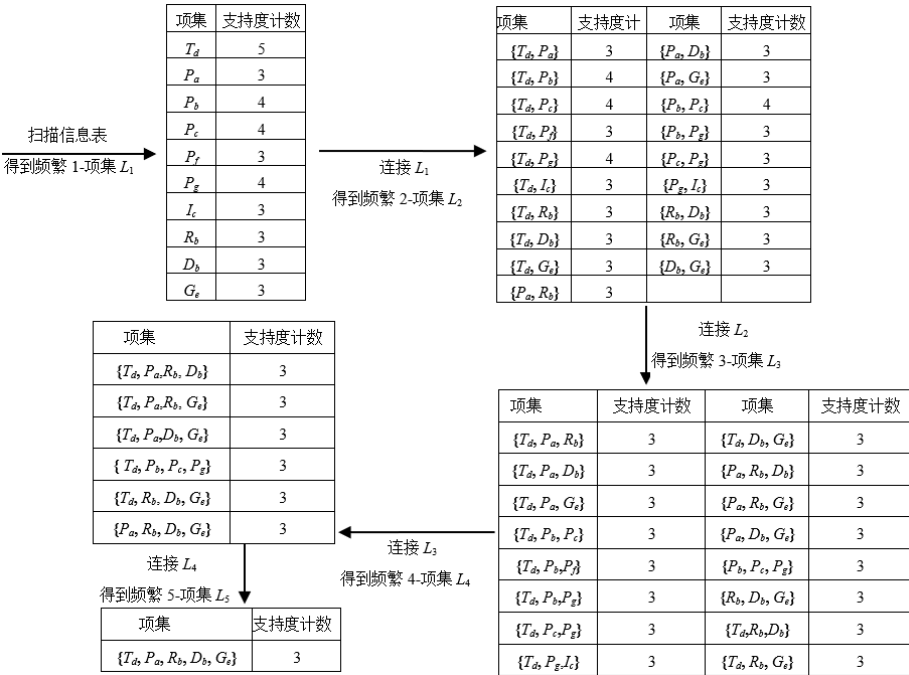 项集 支持度计数
Td 5
Pa 3
Pb 4
Pc 4
Pf 3
Pg 4
Ic 3
Rb 3
Db 3
Ge 3
扫描信息表
得到频繁 1-项集 L1
连接 L1
得到频繁 2-项集 L2
项集 支持度计 项集 支持度计数
{Td, Pa} 3 {Pa, Db} 3
{Td, Pb} 4 {Pa, Ge} 3
{Td, Pc} 4 {Pb, Pc} 4
{Td, Pf} 3 {Pb, Pg} 3
{Td, Pg} 4 {Pc, Pg} 3
{Td, Ic} 3 {Pg, Ic} 3
{Td, Rb} 3 {Rb, Db} 3
{Td, Db} 3 {Rb, Ge} 3
{Td, Ge} 3 {Db, Ge} 3
{Pa, Rb} 3
连接 L2
得到频繁 3-项集 L3
项集 支持度计数 项集 支持度计数
{Td, Pa, Rb} 3 {Td, Db, Ge} 3
{Td, Pa, Db} 3 {Pa, Rb, Db} 3
{Td, Pa, Ge} 3 {Pa, Rb, Ge} 3
{Td, Pb, Pc} 3 {Pa, Db, Ge} 3
{Td, Pb,Pf} 3 {Pb, Pc, Pg} 3
{Td, Pb,Pg} 3 {Rb, Db, Ge} 3
{Td, Pc,Pg} 3 {Td,Rb,Db} 3
{Td, Pg,Ic} 3 {Td, Rb, Ge} 3
连接 L3
得到频繁 4-项集 L4
项集 支持度计数
{Td, Pa,Rb, Db} 3
{Td, Pa,Rb, Ge} 3
{Td, Pa,Db, Ge} 3
{ Td, Pb, Pc, Pg} 3
{Td, Rb, Db, Ge} 3
{Pa, Rb, Db, Ge} 3
连接 L4
得到频繁 5-项集 L5
项集 支持度计数
{Td, Pa, Rb, Db, Ge} 3